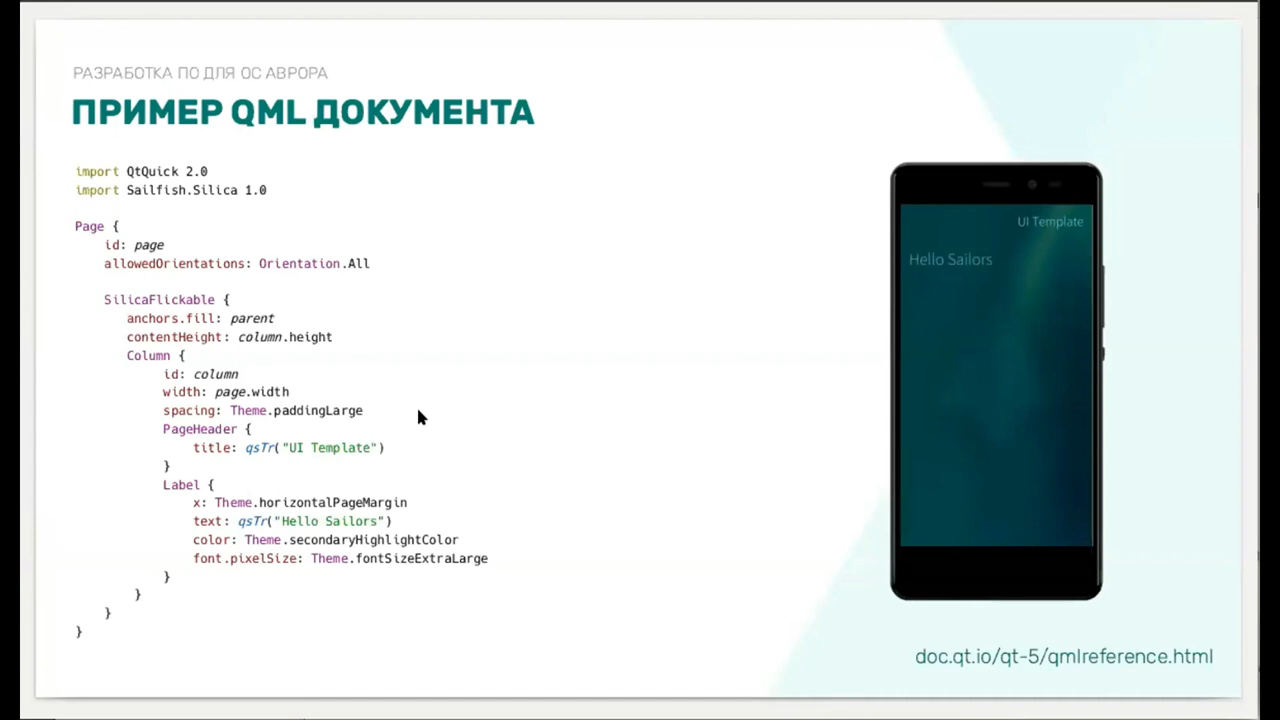 РАЗРАБОТКА ПО ДЛЯ ОС АВРОРА
ПРИМЕР QML ДОКУМЕНТА
import QtQuick 2.0
import Sailfish.Silica 1.0
Page {
id: page
allowedOrientations: Orientation.All
SilicaFlickable {
anchors.fill: parent
contentHeight: column.height
Column {
id: column
width: page.width
spacing: Theme.paddingLarge
PageHeader {
title: qsTr("UI Template")
}
Label {
x: Theme.horizontalPageMargin
text: qsTr("Hello Sailors")
color: Theme.secondaryHighlightColor
font.pixelSize: Theme.fontSizeExtraLarge
}
}
}
}
UI Template
Hello Sailors
doc.qt.io/qt-5/qmlreference.html